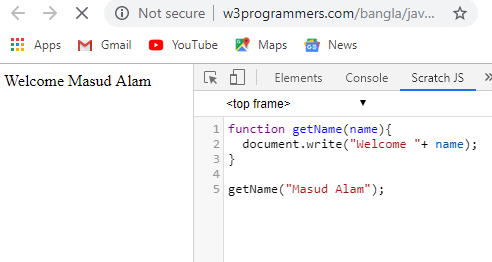 Not secure | w3programmers.com/bangla/jav...
Apps Gmail YouTube Maps News
Welcome Masud Alam
Elements Console Scratch JS »
<top frame> ▼
1 function getName(name){
2 document.write("Welcome "+ name);
3 }
4
5 getName("Masud Alam");